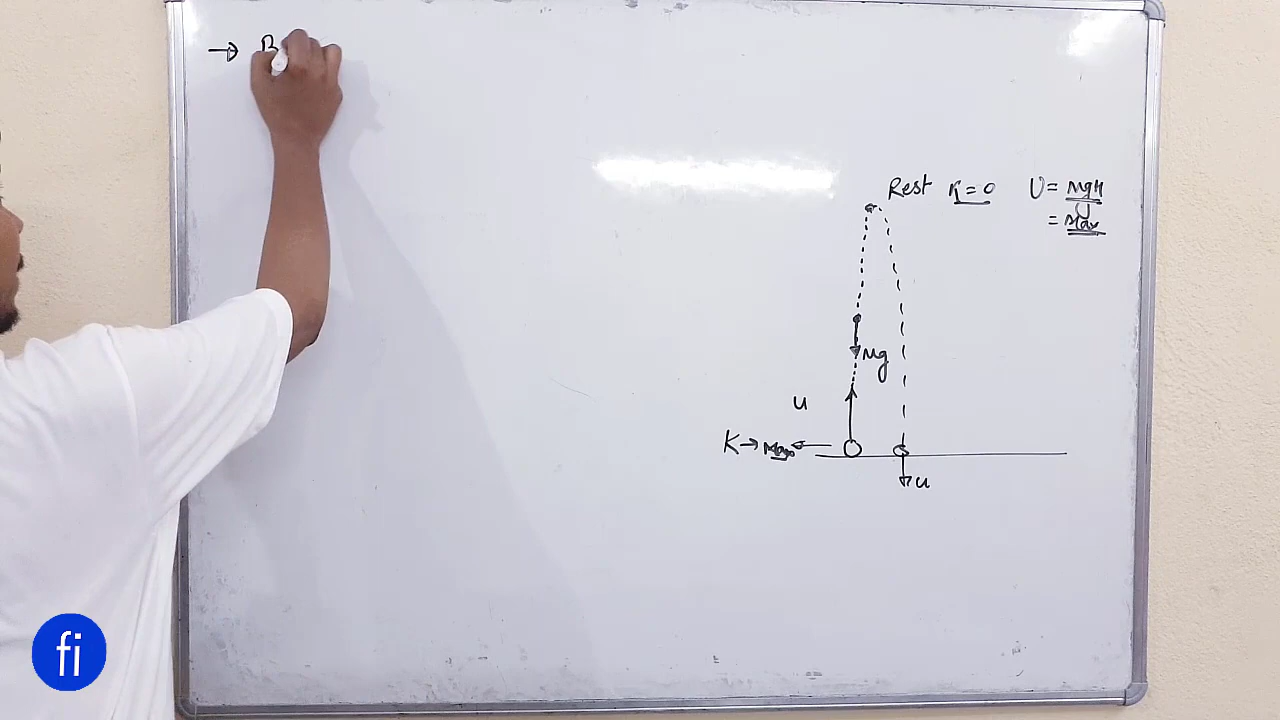 → B
Rest K = 0 U = MgH
= Max
Mg
u
K → Max
u
fi